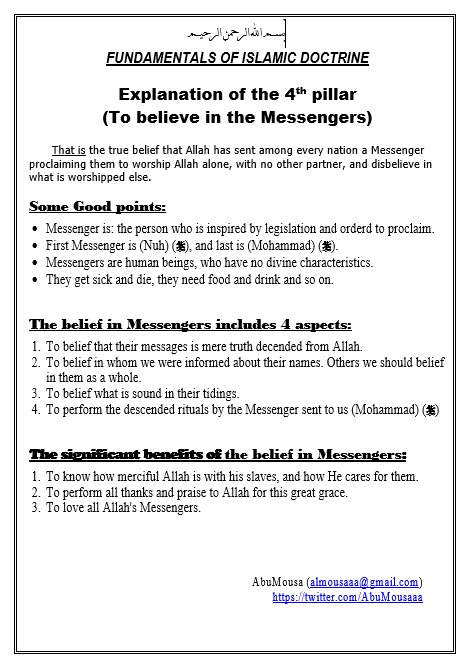 بسم الله الرحمن الرحيم
FUNDAMENTALS OF ISLAMIC DOCTRINE
Explanation of the 4th pillar
(To believe in the Messengers)
That is the true belief that Allah has sent among every nation a Messenger
proclaiming them to worship Allah alone, with no other partner, and disbelieve in
what is worshipped else.
Some Good points:
• Messenger is: the person who is inspired by legislation and orderd to proclaim.
• First Messenger is (Nuh) (ﷺ), and last is (Mohammad) (ﷺ).
• Messengers are human beings, who have no divine characteristics.
• They get sick and die, they need food and drink and so on.
The belief in Messengers includes 4 aspects:
1. To belief that their messages is mere truth decended from Allah.
2. To belief in whom we were informed about their names. Others we should belief
in them as a whole.
3. To belief what is sound in their tidings.
4. To perform the descended rituals by the Messenger sent to us (Mohammad) (ﷺ)
The significant benefits of the belief in Messengers:
1. To know how merciful Allah is with his slaves, and how He cares for them.
2. To perform all thanks and praise to Allah for this great grace.
3. To love all Allah's Messengers.
AbuMousa (almousaaa@gmail.com)
https://twitter.com/AbuMousaaa